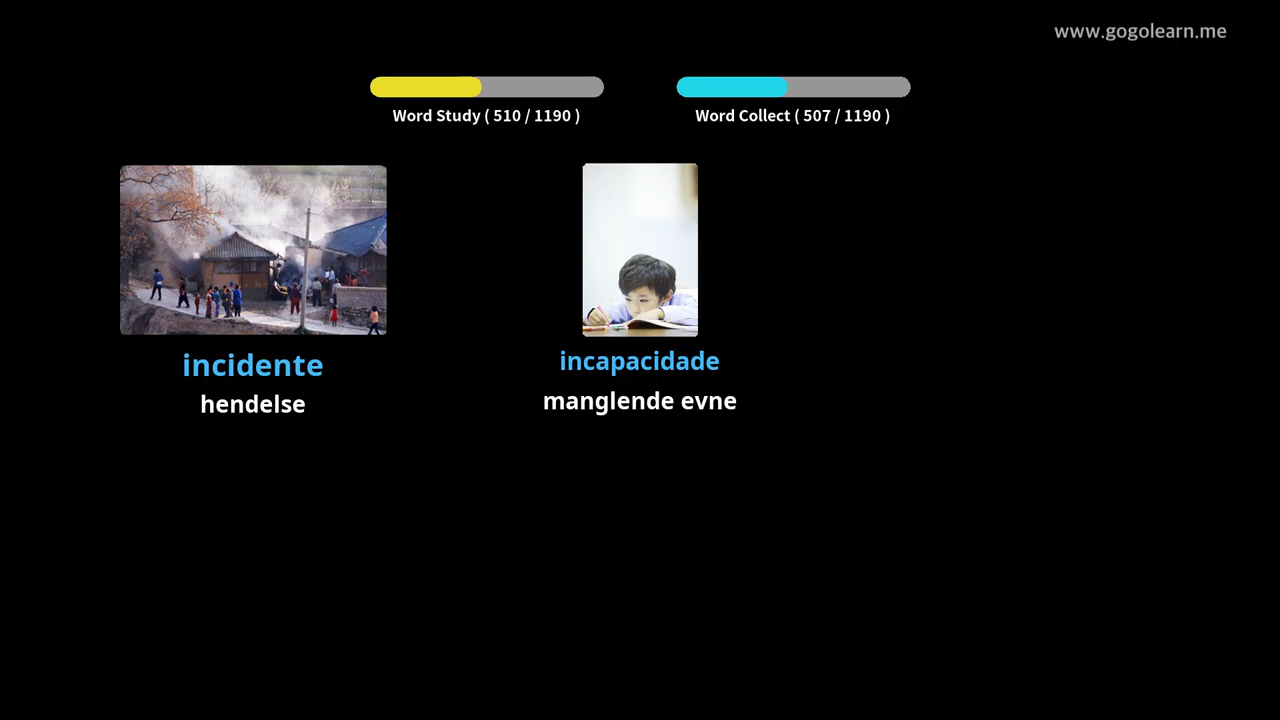 www.gogolearn.me
Word Study ( 510 / 1190 )
Word Collect ( 507 / 1190 )
incidente
hendelse
incapacidade
manglende evne